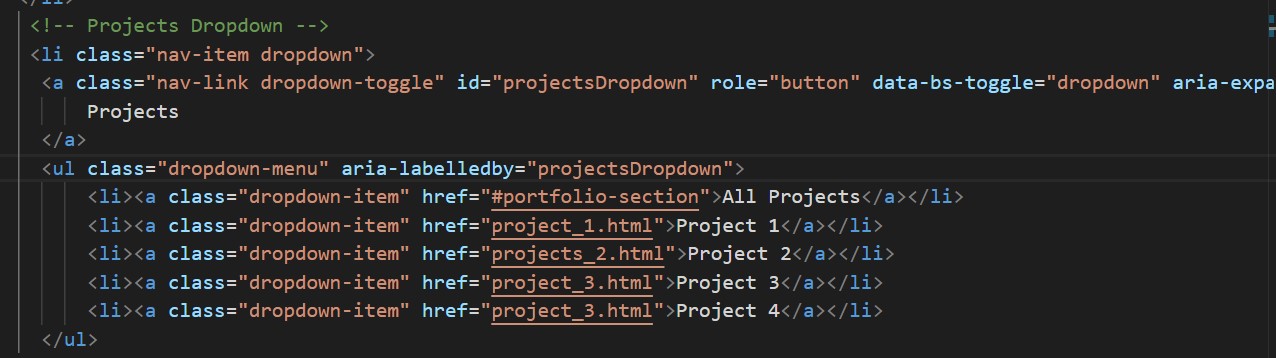 </li>
<!-- Projects Dropdown -->
<li class="nav-item dropdown">
<a class="nav-link dropdown-toggle" id="projectsDropdown" role="button" data-bs-toggle="dropdown" aria-expa
Projects
</a>
<ul class="dropdown-menu" aria-labelledby="projectsDropdown">
<li><a class="dropdown-item" href="#portfolio-section">All Projects</a></li>
<li><a class="dropdown-item" href="project_1.html">Project 1</a></li>
<li><a class="dropdown-item" href="projects_2.html">Project 2</a></li>
<li><a class="dropdown-item" href="project_3.html">Project 3</a></li>
<li><a class="dropdown-item" href="project_3.html">Project 4</a></li>
</ul>